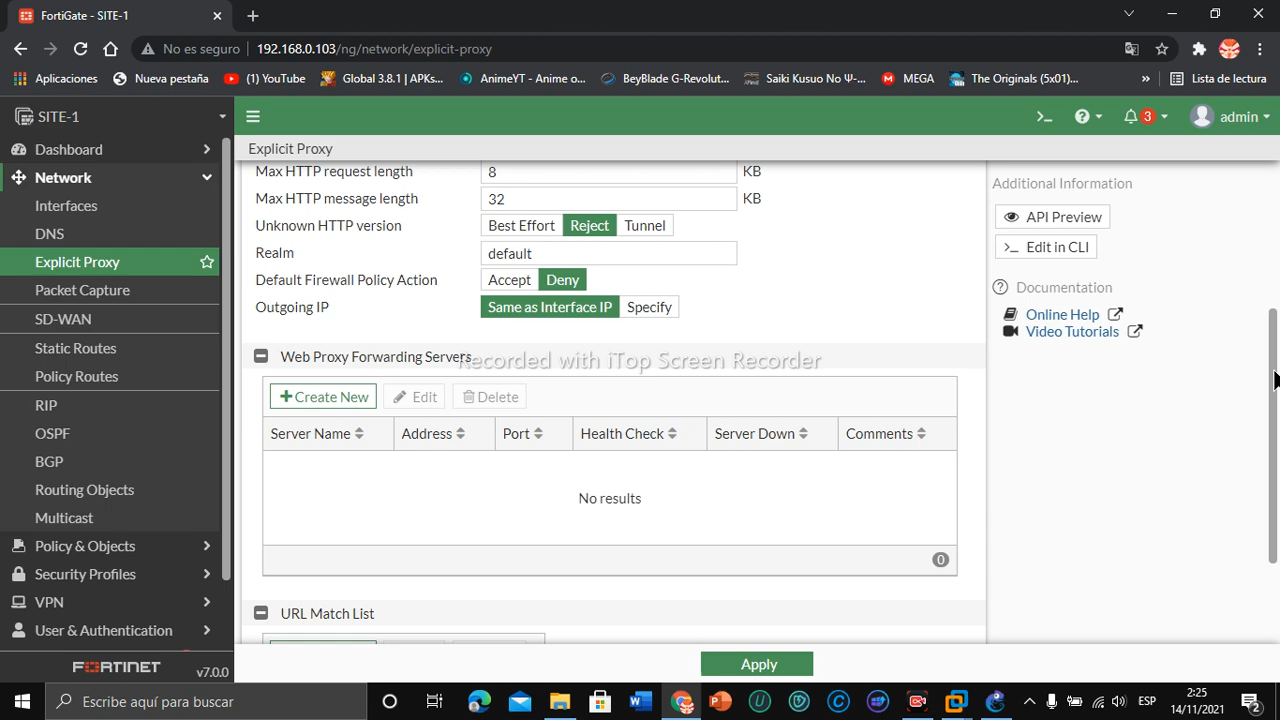 FortiGate - SITE-1
No es seguro
192.168.0.103/ng/network/explicit-proxy
Aplicaciones
Nueva pestaña
(1) YouTube
Global 3.8.1 | APKs...
AnimeYT - Anime o...
BeyBlade G-Revolut...
Saiki Kusuo No Ψ-...
MEGA
The Originals (5x01)...
»
Lista de lectura
SITE-1
3
admin
Dashboard
Network
Interfaces
DNS
Explicit Proxy
Packet Capture
SD-WAN
Static Routes
Policy Routes
RIP
OSPF
BGP
Routing Objects
Multicast
Policy & Objects
Security Profiles
VPN
User & Authentication
FORTINET
v7.0.0
Explicit Proxy
Max HTTP request length 8 KB
Max HTTP message length 32 KB
Unknown HTTP version Best Effort Reject Tunnel
Realm default
Default Firewall Policy Action Accept Deny
Outgoing IP Same as Interface IP Specify
Web Proxy Forwarding Servers
Recorded with iTop Screen Recorder
+Create New Edit Delete
Server Name Address Port Health Check Server Down Comments
No results
0
URL Match List
Apply
Additional Information
API Preview
>_ Edit in CLI
Documentation
Online Help
Video Tutorials
Escribe aquí para buscar
ESP
2:25
14/11/2021
2